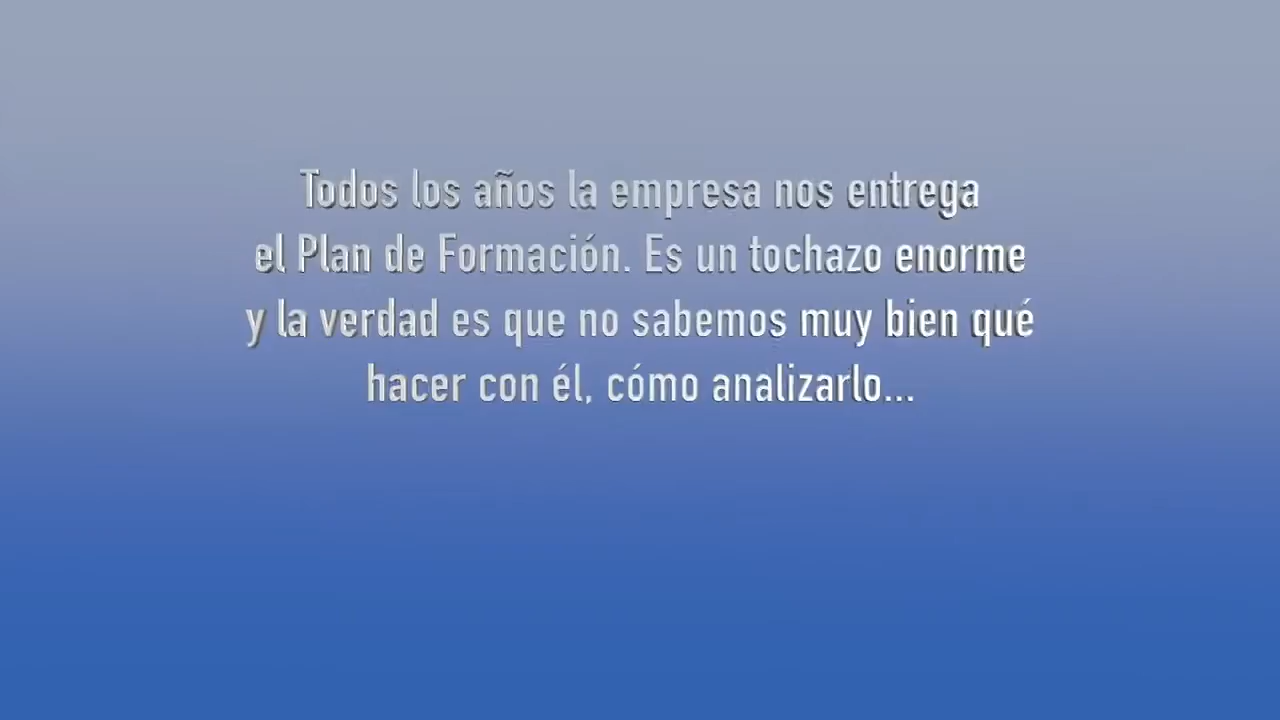 Todos los años la empresa nos entrega
el Plan de Formación. Es un tochazo enorme
y la verdad es que no sabemos muy bien qué
hacer con él, cómo analizarlo...